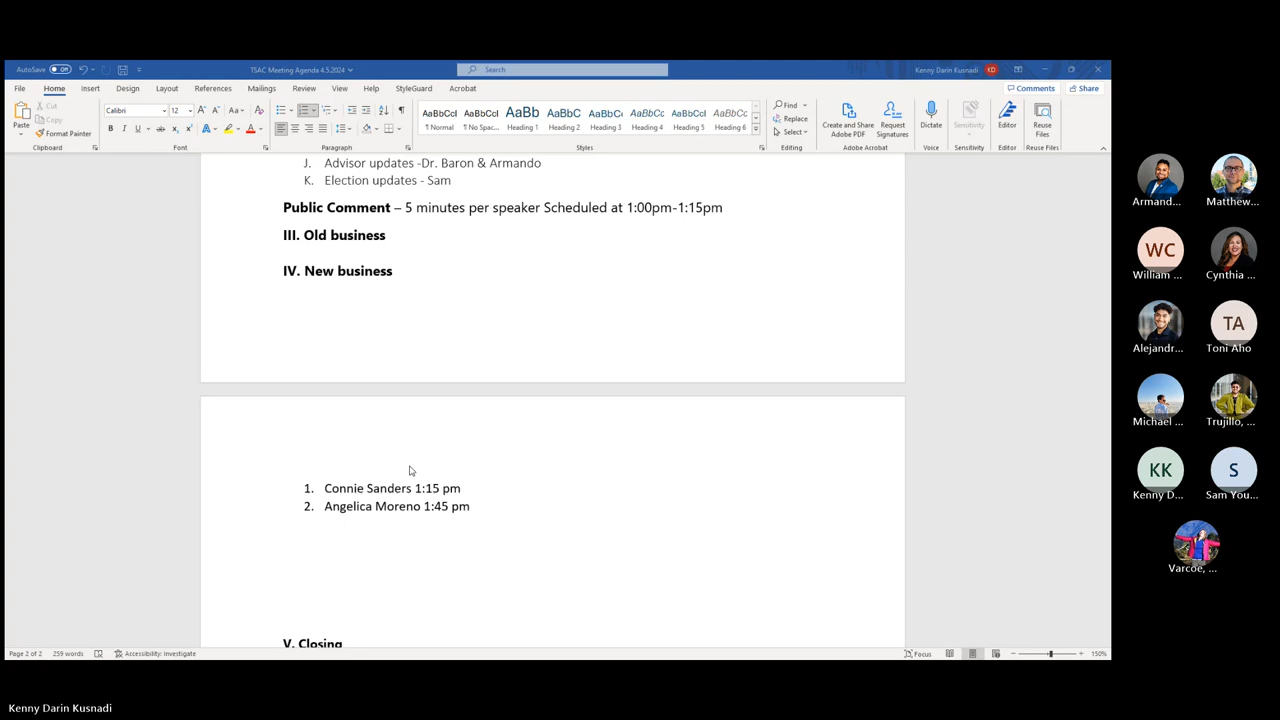 AutoSave Off
TSAC Meeting Agenda 4.5.2024
Search
Kenny Darin Kusnadi KD
File Home Insert Draw Design Layout References Mailings Review View Help StyleGuard Acrobat
Comments Share
Paste
Cut
Copy
Format Painter
Clipboard
Calibri 12
Font
Paragraph
AaBbCcI AaBbCcI AaBb AaBbC AaBbCc AaBbCcI AaBbCcI AaBbCc
¶ Normal ¶ No Spac... Heading 1 Heading 2 Heading 3 Heading 4 Heading 5 Heading 6
Styles
Find
Replace
Select
Editing
Create and Share Adobe PDF
Request Signatures
Adobe Acrobat
Dictate
Voice
Sensitivity
Sensitivity
Editor
Editor
Reuse Files
Reuse Files
J. Advisor updates -Dr. Baron & Armando
K. Election updates - Sam
Public Comment – 5 minutes per speaker Scheduled at 1:00pm-1:15pm
III. Old business
IV. New business
1. Connie Sanders 1:15 pm
2. Angelica Moreno 1:45 pm
V. Closing
Page 2 of 2 259 words Accessibility: Investigate
Focus 150%
Armand... Matthew...
WC
William ... Cynthia ...
TA
Alejandr... Toni Aho
Michael ... Trujillo, ...
KK S
Kenny D... Sam You...
Varcoe, ...
Kenny Darin Kusnadi